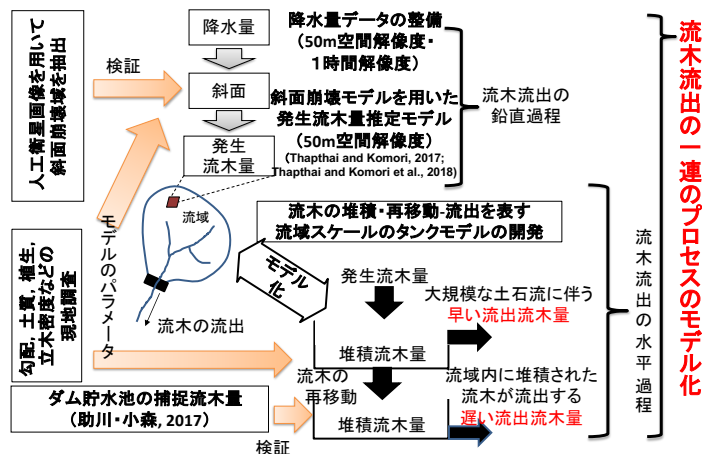 降水量
降水量データの整備
（50m空間解像度・
１時間解像度）
人工衛星画像を用いて
斜面崩壊域を抽出
検証
斜面
斜面崩壊モデルを用いた
発生流木量推定モデル
（50m空間解像度）
(Thapthai and Komori, 2017;
Thapthai and Komori et al., 2018)
発生
流木量
流木流出の
鉛直過程
流木流出の一連のプロセスのモデル化
流木流出の水平過程
流域
流木の流出
モデルのパラメータ
勾配，土質，植生，
立木密度などの
現地調査
流木の堆積・再移動-流出を表す
流域スケールのタンクモデルの開発
モデル
化
発生流木量
大規模な土石流に伴う
早い流出流木量
堆積流木量
流木の
再移動
流域内に堆積された
流木が流出する
遅い流出流木量
堆積流木量
ダム貯水池の捕捉流木量
（助川・小森, 2017）
検証